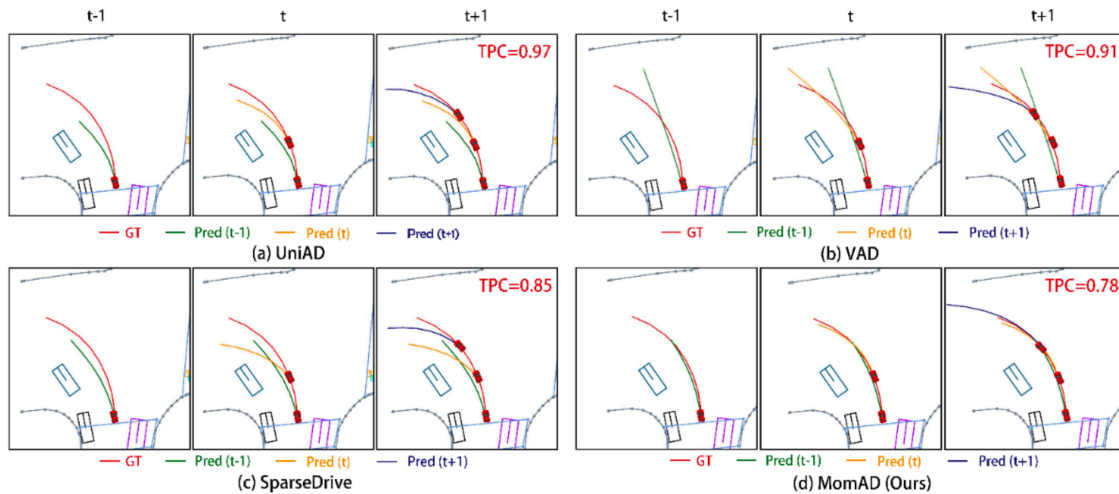 t-1 t t+1 t-1 t t+1
TPC=0.97 TPC=0.91
GT Pred (t-1) Pred (t) Pred (t+1) GT Pred (t-1) Pred (t) Pred (t+1)
(a) UniAD (b) VAD
TPC=0.85 TPC=0.78
GT Pred (t-1) Pred (t) Pred (t+1) GT Pred (t-1) Pred (t) Pred (t+1)
(c) SparseDrive (d) MomAD (Ours)